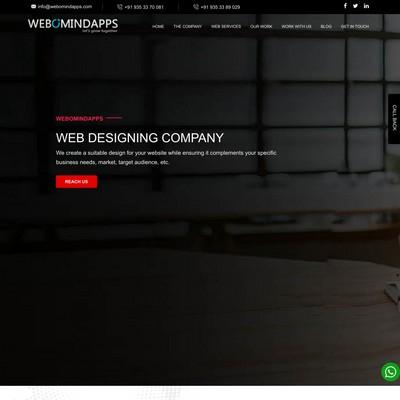 info@webomindapps.com
+91 935 33 70 081
+91 935 33 89 029
WEBOMINDAPPS
let's grow together
HOME
THE COMPANY
WEB SERVICES
OUR WORK
WORK WITH US
BLOG
GET IN TOUCH
CALL BACK
WEBOMINDAPPS
WEB DESIGNING COMPANY
We create a suitable design for your website while ensuring it complements your specific
business needs, market, target audience, etc.
REACH US